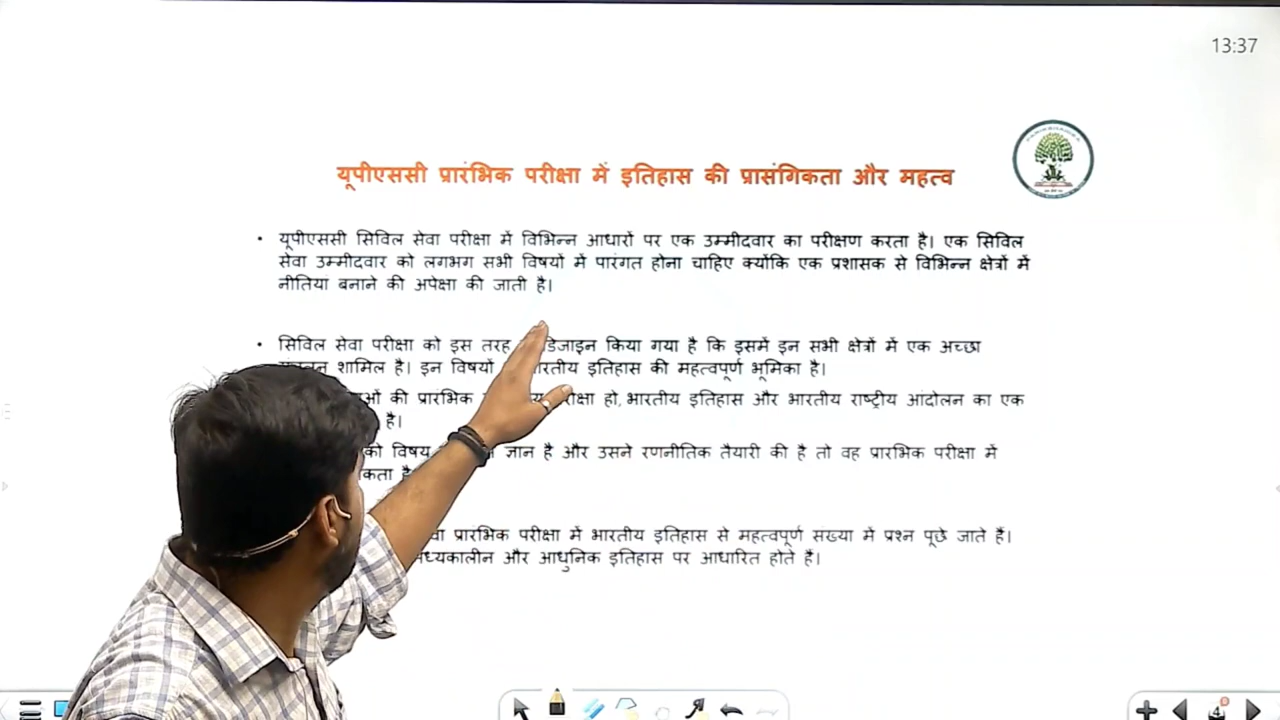 13:37
यूपीएससी प्रारंभिक परीक्षा में इतिहास की प्रासंगिकता और महत्व
• यूपीएससी सिविल सेवा परीक्षा में विभिन्न आधारों पर एक उम्मीदवार का परीक्षण करता है। एक सिविल
सेवा उम्मीदवार को लगभग सभी विषयों में पारंगत होना चाहिए क्योंकि एक प्रशासक से विभिन्न क्षेत्रों में
नीतियां बनाने की अपेक्षा की जाती है।
• सिविल सेवा परीक्षा को इस तरह डिजाइन किया गया है कि इसमें इन सभी क्षेत्रों में एक अच्छा
शामिल है। इन विषयों भारतीय इतिहास की महत्वपूर्ण भूमिका है।
की प्रारंभिक परीक्षा हो, भारतीय इतिहास और भारतीय राष्ट्रीय आंदोलन का एक
है।
को विषय ज्ञान है और उसने रणनीतिक तैयारी की है तो वह प्रारंभिक परीक्षा में
प्रारंभिक परीक्षा में भारतीय इतिहास से महत्वपूर्ण संख्या में प्रश्न पूछे जाते हैं।
मध्यकालीन और आधुनिक इतिहास पर आधारित होते हैं।